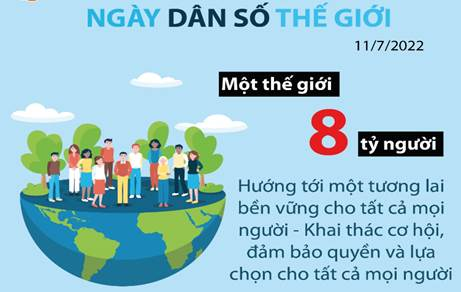 NGÀY DÂN SỐ THẾ GIỚI
11/7/2022
Một thế giới
8
tỷ người
Hướng tới một tương lai
bền vững cho tất cả mọi
người - Khai thác cơ hội,
đảm bảo quyền và lựa
chọn cho tất cả mọi người